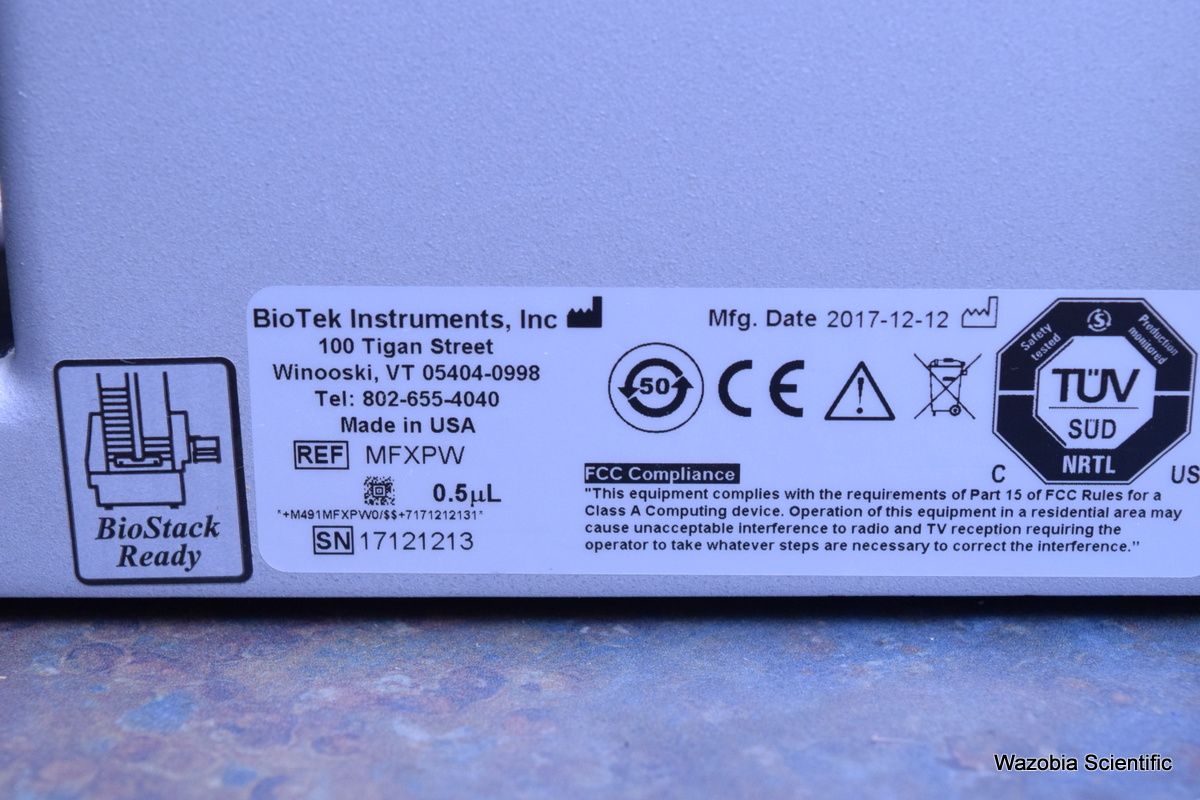 BioStack
Ready
BioTek Instruments, Inc
100 Tigan Street
Winooski, VT 05404-0998
Tel: 802-655-4040
Made in USA
REF MFXPW
0.5µL
*+M491MFXPW0/$$+7171212131*
SN 17121213
Mfg. Date 2017-12-12
50
CE
Safety tested
S
Production monitored
TÜV
SÜD
NRTL
C US
FCC Compliance
"This equipment complies with the requirements of Part 15 of FCC Rules for a
Class A Computing device. Operation of this equipment in a residential area may
cause unacceptable interference to radio and TV reception requiring the
operator to take whatever steps are necessary to correct the interference."
Wazobia Scientific